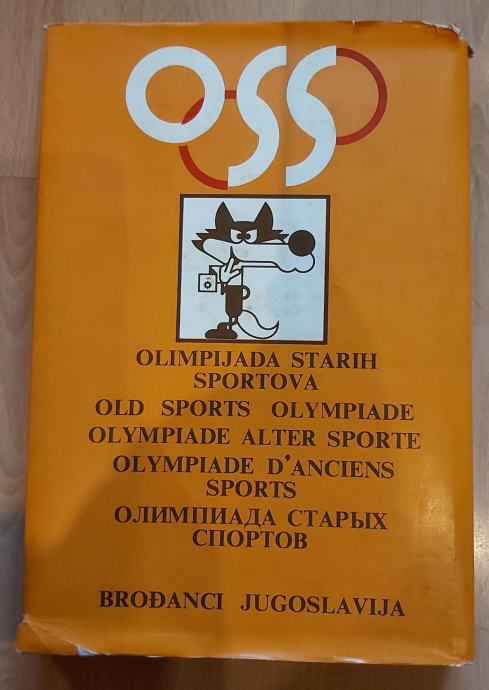 OSS
OLIMPIJADA STARIH
SPORTOVA
OLD SPORTS OLYMPIADE
OLYMPIADE ALTER SPORTE
OLYMPIADE D'ANCIENS
SPORTS
ОЛИМПИАДА СТАРЫХ
СПОРТОВ
BROĐANCI JUGOSLAVIJA